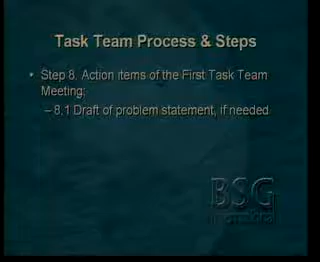 Task Team Process & Steps
• Step 8. Action items of the First Task Team
Meeting:
– 8.1 Draft of problem statement, if needed
BSG